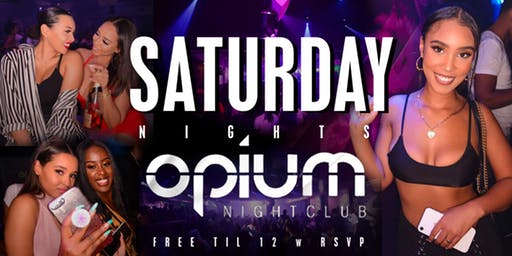 SATURDAY
NIGHTS
opium
NIGHTCLUB
FREE TIL 12 w RSVP